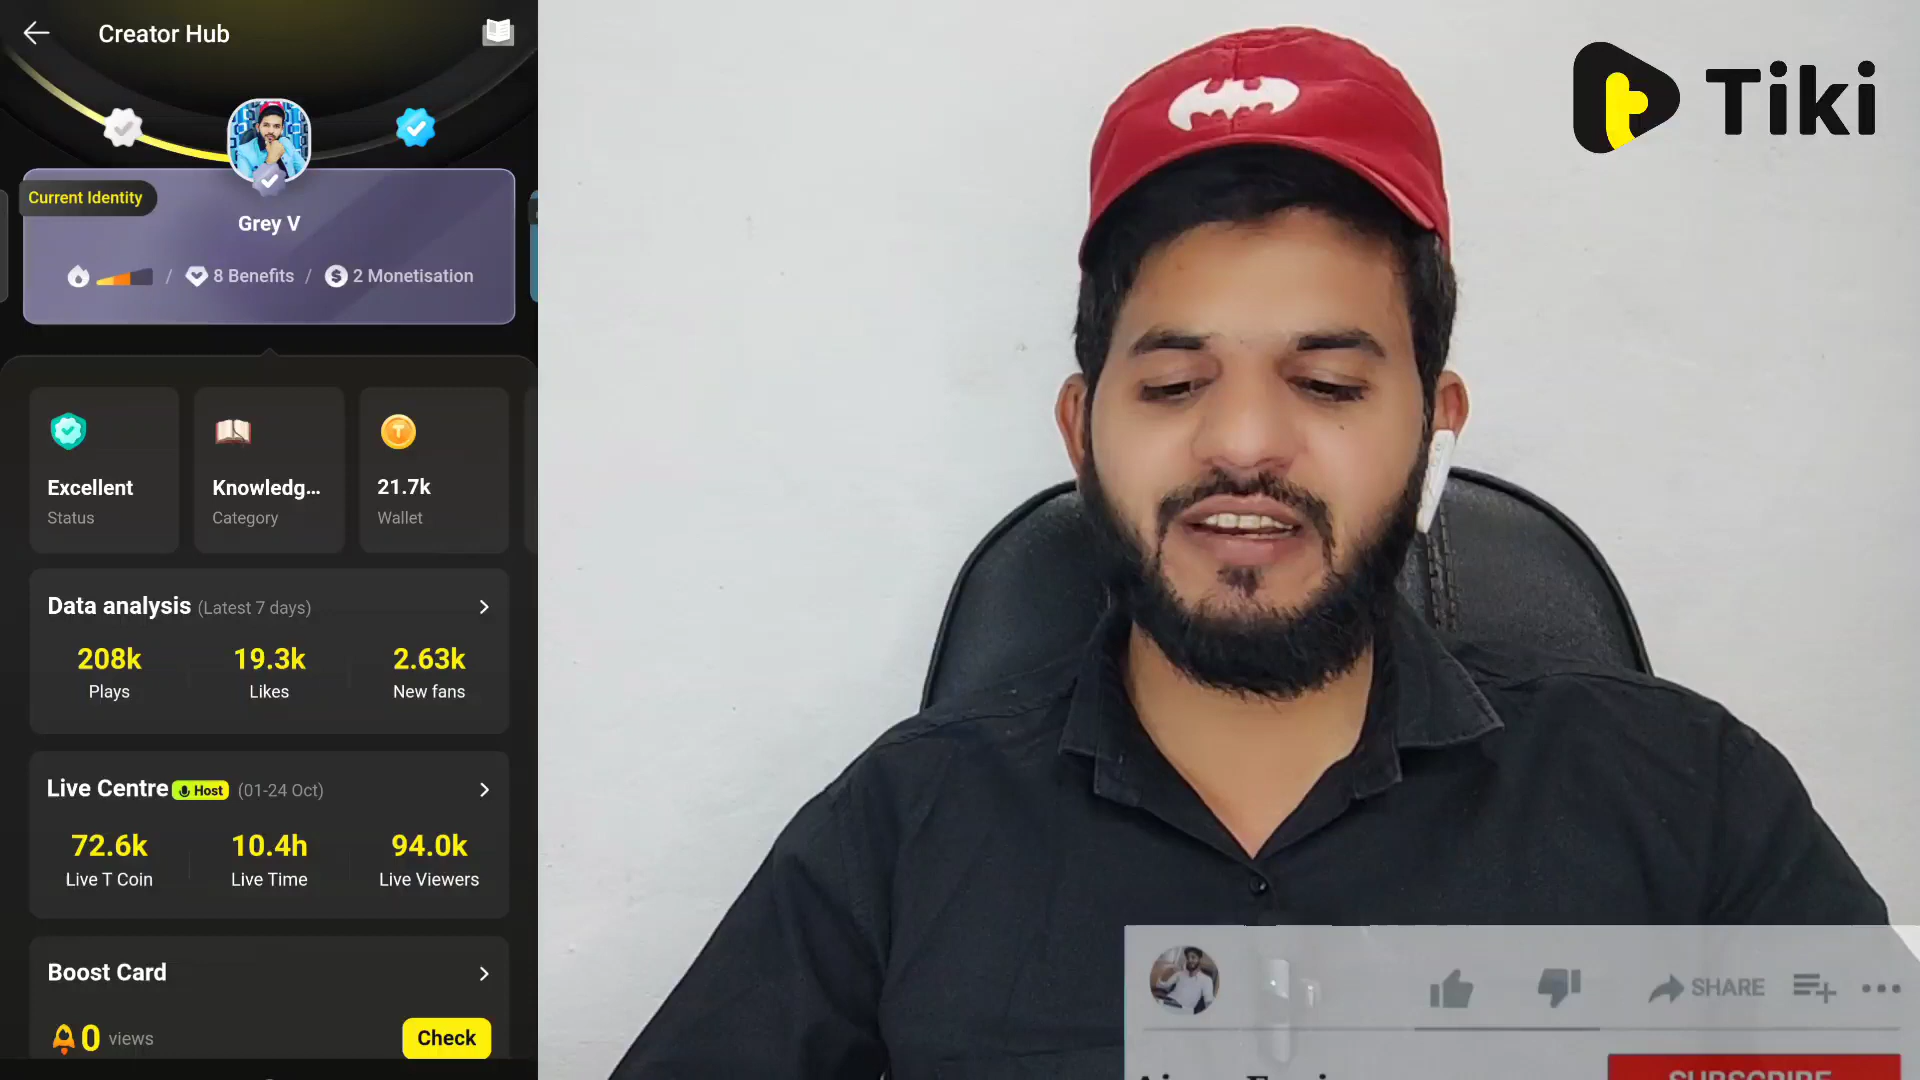 Creator Hub
Current Identity
Grey V
/ 8 Benefits / 2 Monetisation
Excellent
Status
Knowledg...
Category
21.7k
Wallet
Data analysis (Latest 7 days)
208k
Plays
19.3k
Likes
2.63k
New fans
Live Centre Host (01-24 Oct)
72.6k
Live T Coin
10.4h
Live Time
94.0k
Live Viewers
Boost Card
0 views
Check
Tiki
SHARE
SUBSCRIBE